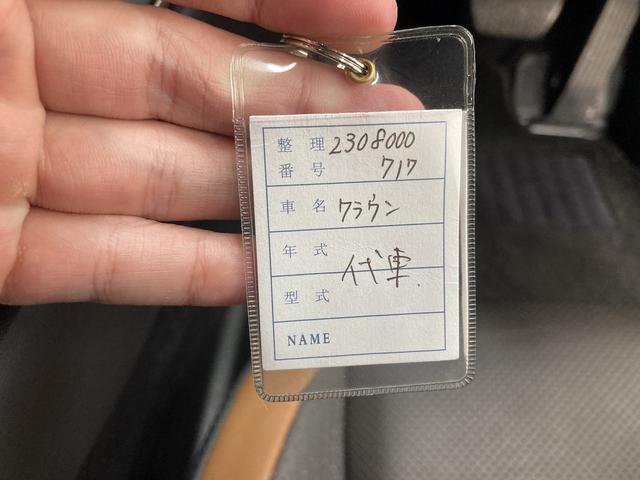 整理 2308000
番号 717
車名 クラウン
年式
代車
型式
NAME